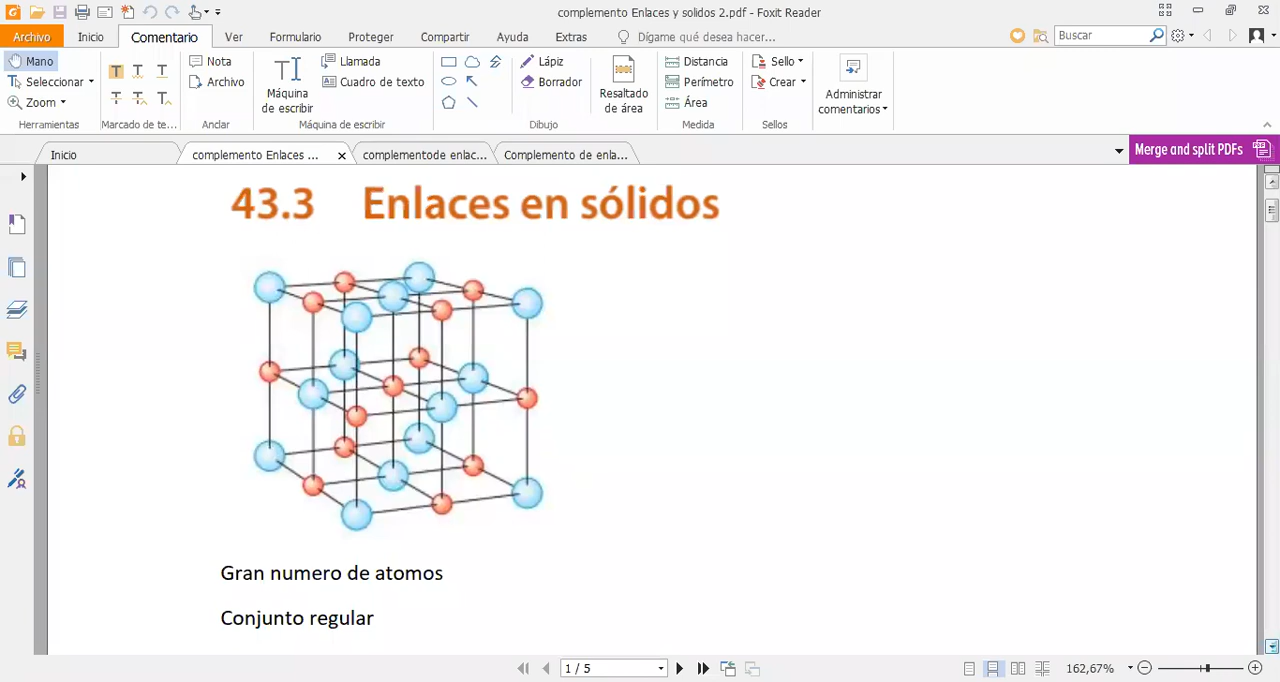 complemento Enlaces y solidos 2.pdf - Foxit Reader
Archivo Inicio Comentario Ver Formulario Proteger Compartir Ayuda Extras Dígame qué desea hacer... Buscar
Mano
Seleccionar
Zoom
Herramientas
T T T
T T T
Marcado de te...
Nota
Archivo
Anclar
Máquina
de escribir
Llamada
Cuadro de texto
Máquina de escribir
Lápiz
Borrador
Dibujo
Resaltado
de área
Distancia
Perímetro
Área
Medida
Sello
Crear
Sellos
Administrar
comentarios
Inicio complemento Enlaces ... complementode enlac... Complemento de enla... Merge and split PDFs
43.3 Enlaces en sólidos
Gran numero de atomos
Conjunto regular
1 / 5 162,67%